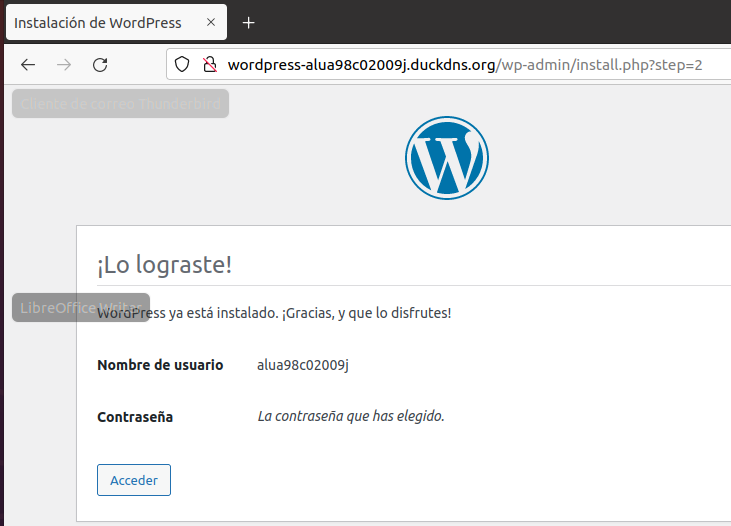 Instalación de WordPress
wordpress-alua98c02009j.duckdns.org/wp-admin/install.php?step=2
Cliente de correo Thunderbird
¡Lo lograste!
LibreOffice Writer
WordPress ya está instalado. ¡Gracias, y que lo disfrutes!
Nombre de usuario alua98c02009j
Contraseña La contraseña que has elegido.
Acceder